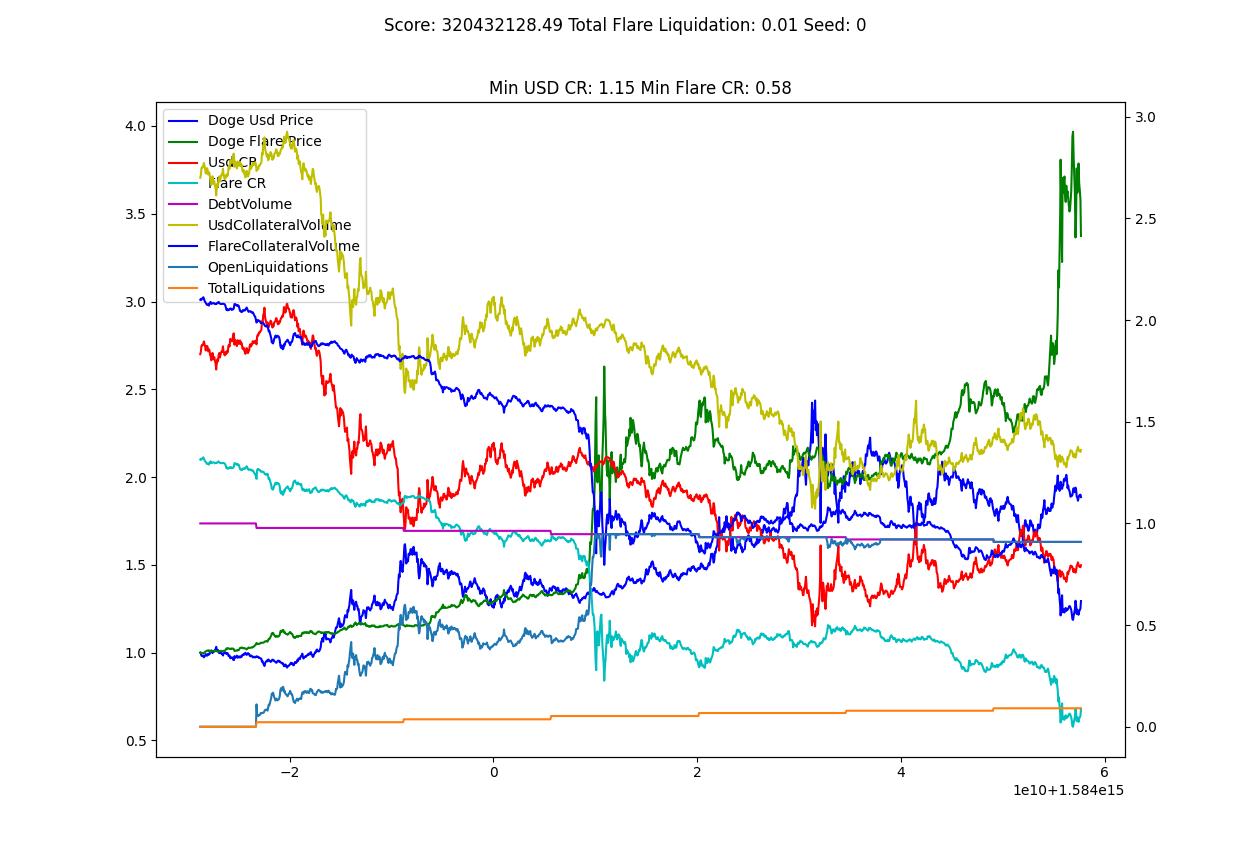 Score: 320432128.49 Total Flare Liquidation: 0.01 Seed: 0
Min USD CR: 1.15 Min Flare CR: 0.58
Doge Usd Price
Doge Flare Price
Usd CR
Flare CR
DebtVolume
UsdCollateralVolume
FlareCollateralVolume
OpenLiquidations
TotalLiquidations
4.0
3.5
3.0
2.5
2.0
1.5
1.0
0.5
3.0
2.5
2.0
1.5
1.0
0.5
0.0
−2
0
2
4
6
1e10+1.584e15